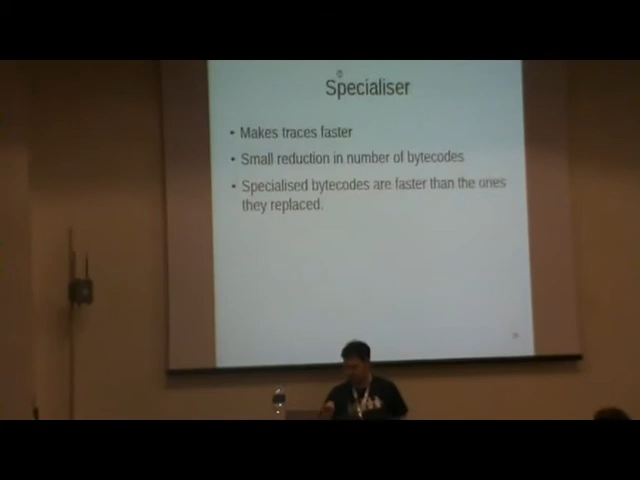 Specialiser
• Makes traces faster
• Small reduction in number of bytecodes
• Specialised bytecodes are faster than the ones
they replaced.